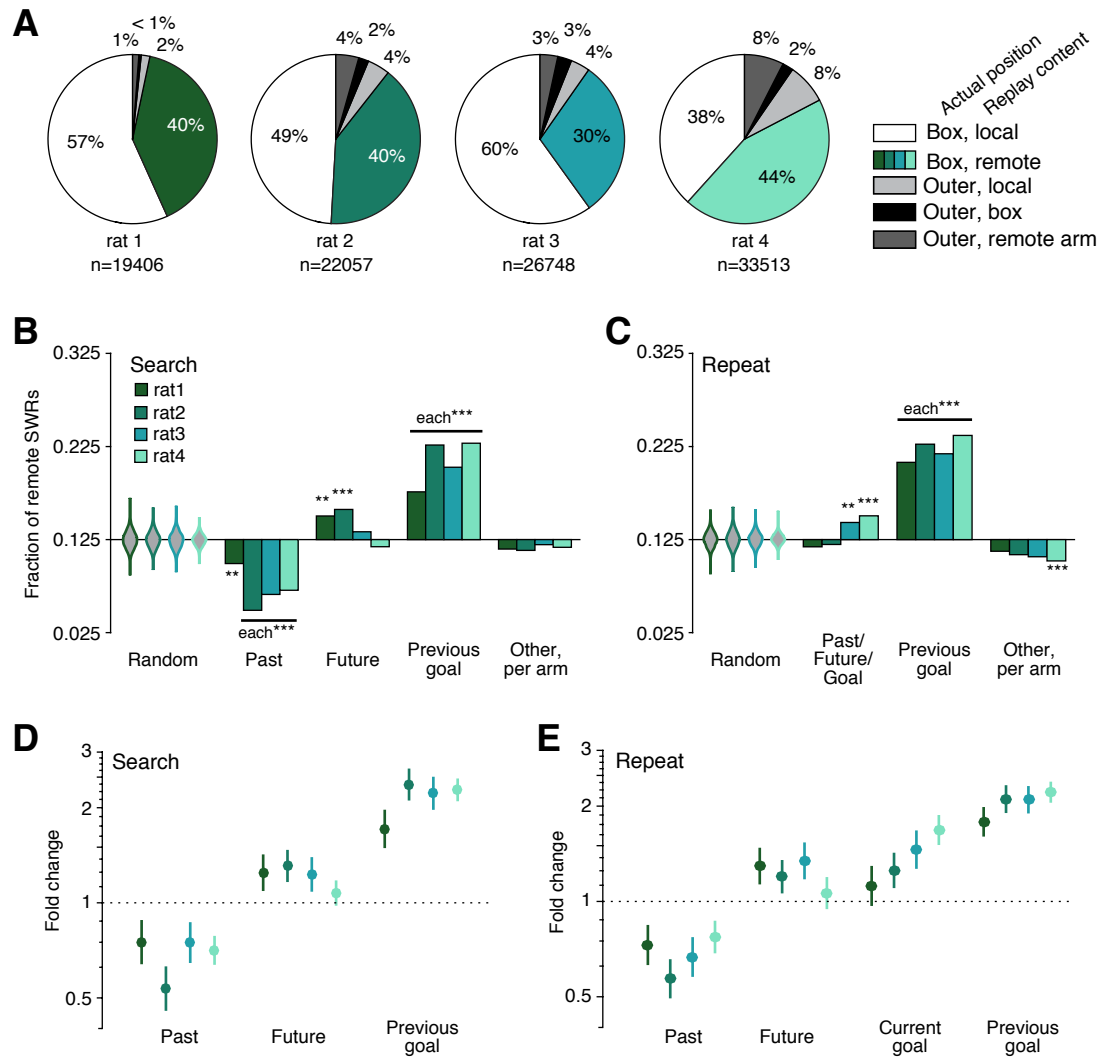 A
1%
< 1%
2%
57%
40%
rat 1
n=19406
4%
2%
4%
49%
40%
rat 2
n=22057
3%
3%
4%
60%
30%
rat 3
n=26748
8%
2%
8%
38%
44%
rat 4
n=33513
Actual position
Replay content
Box, local
Box, remote
Outer, local
Outer, box
Outer, remote arm
B
Fraction of remote SWRs
0.325
0.225
0.125
0.025
Search
rat1
rat2
rat3
rat4
**
each***
** ***
each***
Random
Past
Future
Previous
goal
Other,
per arm
C
0.325
0.225
0.125
0.025
Repeat
** ***
each***
***
Random
Past/
Future/
Goal
Previous
goal
Other,
per arm
D
Fold change
3
2
1
0.5
Search
Past
Future
Previous
goal
E
Fold change
3
2
1
0.5
Repeat
Past
Future
Current
goal
Previous
goal